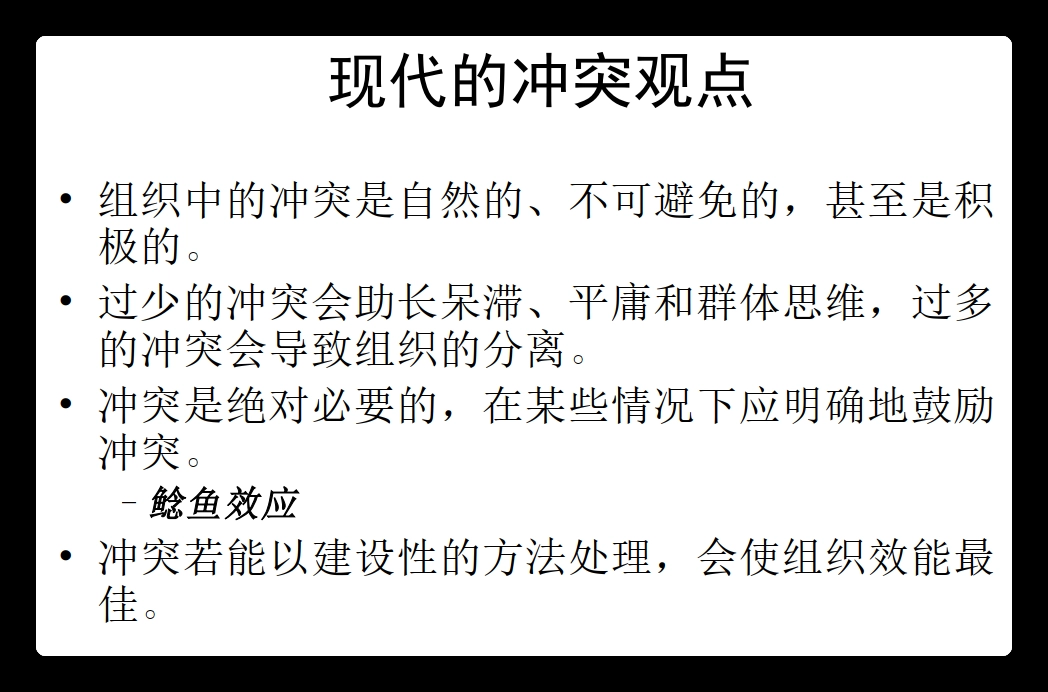 现代的冲突观点
• 组织中的冲突是自然的、不可避免的，甚至是积
极的。
• 过少的冲突会助长呆滞、平庸和群体思维，过多
的冲突会导致组织的分离。
• 冲突是绝对必要的，在某些情况下应明确地鼓励
冲突。
– 鲶鱼效应
• 冲突若能以建设性的方法处理，会使组织效能最
佳。